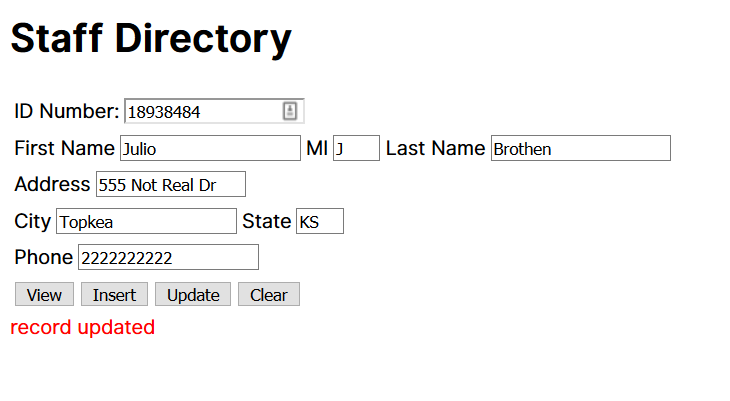 Staff Directory
ID Number: 18938484
First Name Julio MI J Last Name Brothen
Address 555 Not Real Dr
City Topkea State KS
Phone 2222222222
View Insert Update Clear
record updated